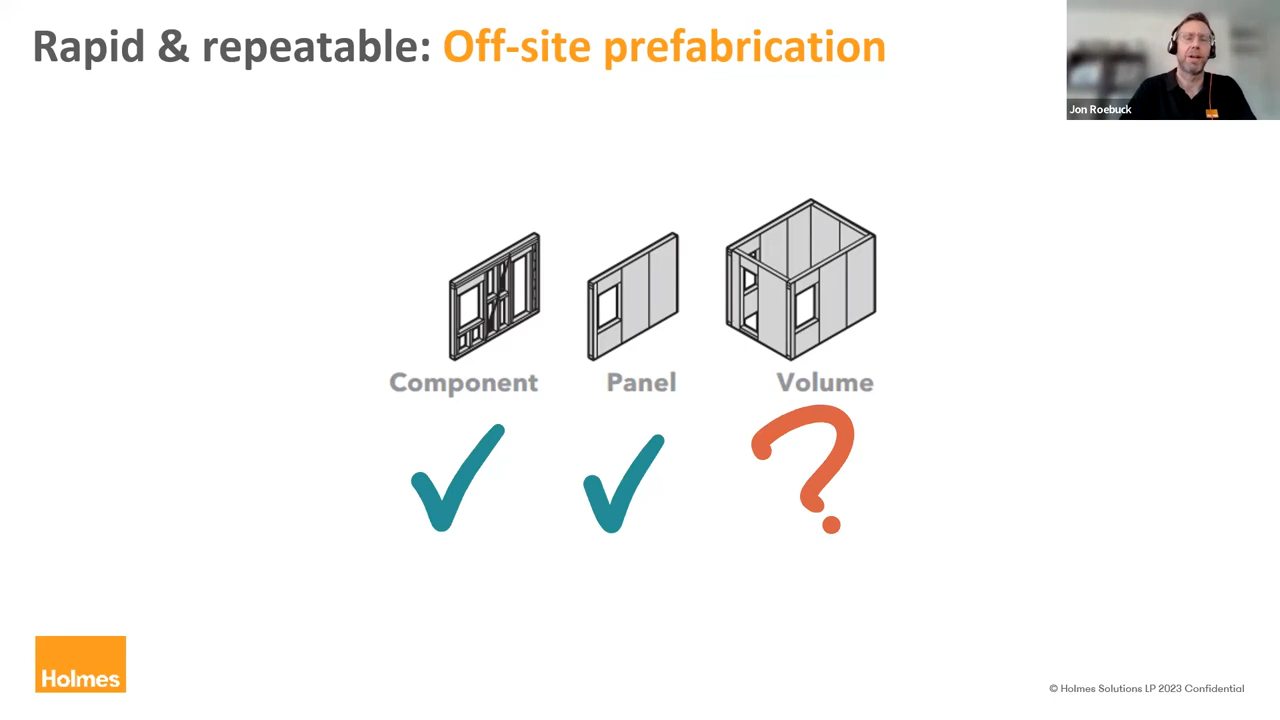 Rapid & repeatable: Off-site prefabrication
Jon Roebuck
Component Panel Volume
?
Holmes
© Holmes Solutions LP 2023 Confidential